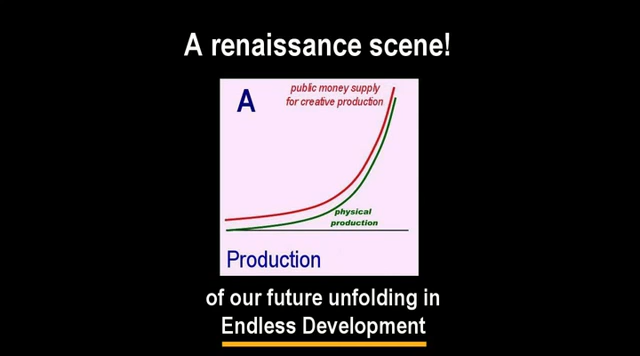 A renaissance scene!
A
public money supply
for creative production
physical
production
Production
of our future unfolding in
Endless Development